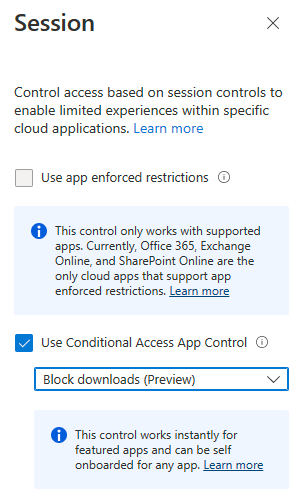 Session
Control access based on session controls to
enable limited experiences within specific
cloud applications. Learn more
Use app enforced restrictions
This control only works with supported
apps. Currently, Office 365, Exchange
Online, and SharePoint Online are the
only cloud apps that support app
enforced restrictions. Learn more
Use Conditional Access App Control
Block downloads (Preview)
This control works instantly for
featured apps and can be self
onboarded for any app. Learn more